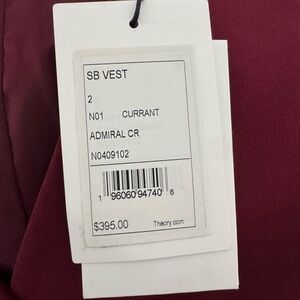 SB VEST
2
N01 CURRANT
ADMIRAL CR
N0409102
1 96060 94740 6
$395.00 Theory.com